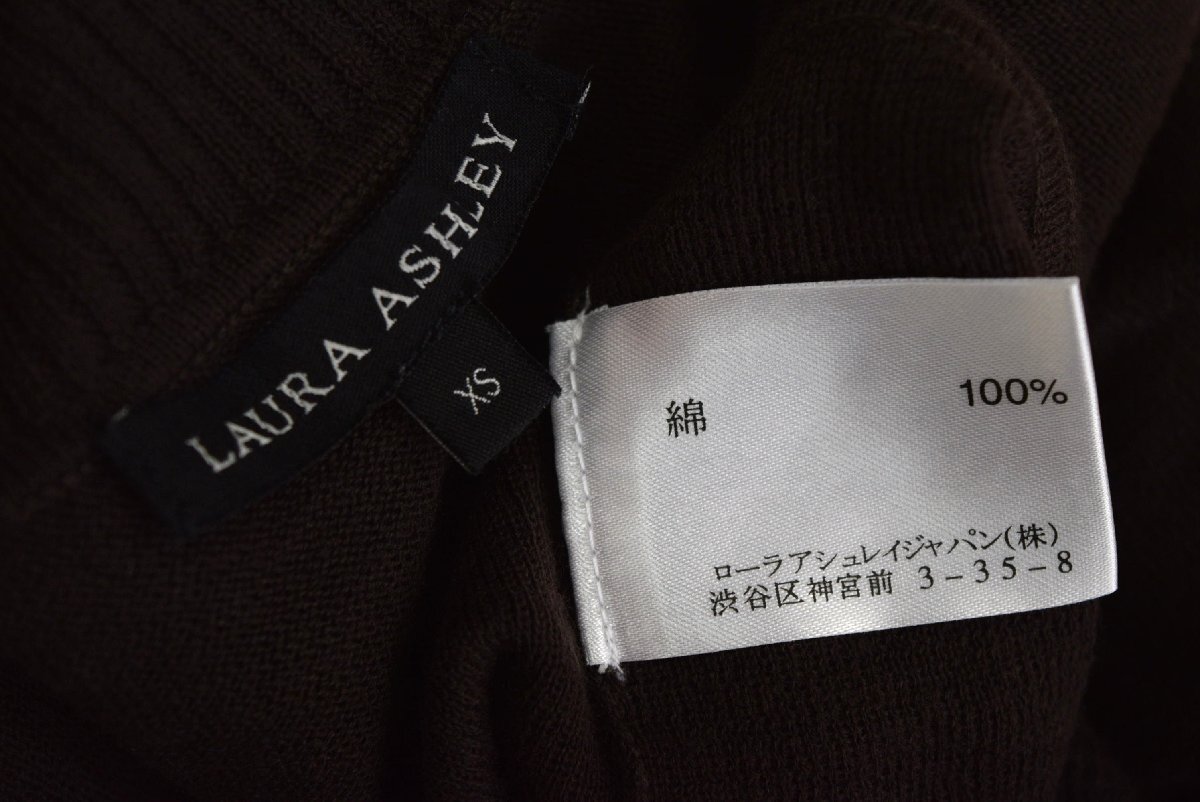 LAURA ASHLEY
XS
綿 100%
ローラアシュレイジャパン(株)
渋谷区神宮前 3-35-8